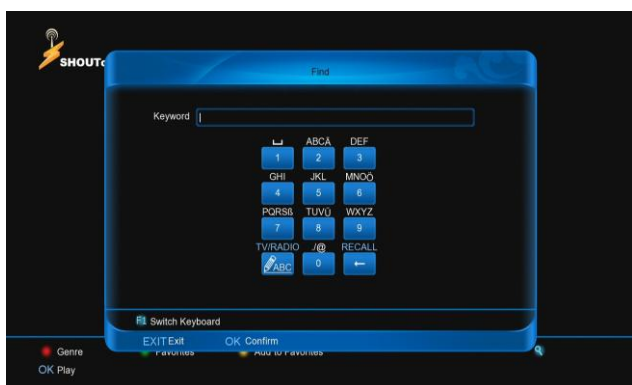 SHOUTc
Find
Keyword
ABCÄ DEF
1 2 3
GHI JKL MNOÖ
4 5 6
PQRSß TUVÜ WXYZ
7 8 9
TV/RADIO ./@ RECALL
ABC 0 ←
F1 Switch Keyboard
EXIT Exit OK Confirm
Genre Favorites Add to Favorites
OK Play